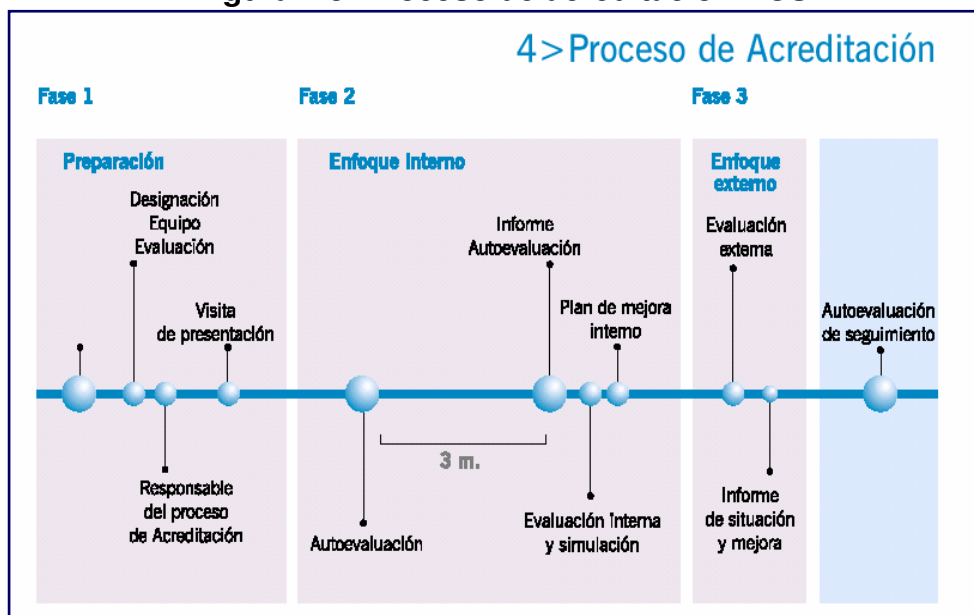 4>Proceso de Acreditación
Fase 1
Fase 2
Fase 3
Preparación
Designación
Equipo
Evaluación
Visita
de presentación
Responsable
del proceso
de Acreditación
Enfoque interno
Informe
Autoevaluación
Plan de mejora
interno
3 m.
Autoevaluación
Evaluación interna
y simulación
Enfoque
externo
Evaluación
externa
Informe
de situación
y mejora
Autoevaluación
de seguimiento